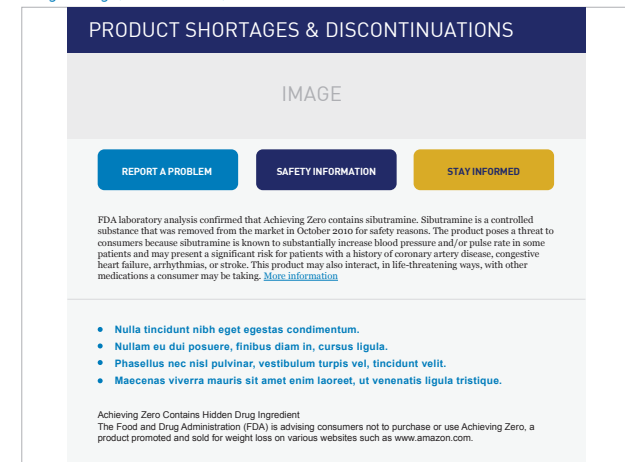 PRODUCT SHORTAGES & DISCONTINUATIONS
IMAGE
REPORT A PROBLEM
SAFETY INFORMATION
STAY INFORMED
FDA laboratory analysis confirmed that Achieving Zero contains sibutramine. Sibutramine is a controlled
substance that was removed from the market in October 2010 for safety reasons. The product poses a threat to
consumers because sibutramine is known to substantially increase blood pressure and/or pulse rate in some
patients and may present a significant risk for patients with a history of coronary artery disease, congestive
heart failure, arrhythmias, or stroke. This product may also interact, in life-threatening ways, with other
medications a consumer may be taking. More information
• Nulla tincidunt nibh eget egestas condimentum.
• Nullam eu dui posuere, finibus diam in, cursus ligula.
• Phasellus nec nisl pulvinar, vestibulum turpis vel, tincidunt velit.
• Maecenas viverra mauris sit amet enim laoreet, ut venenatis ligula tristique.
Achieving Zero Contains Hidden Drug Ingredient
The Food and Drug Administration (FDA) is advising consumers not to purchase or use Achieving Zero, a
product promoted and sold for weight loss on various websites such as www.amazon.com.